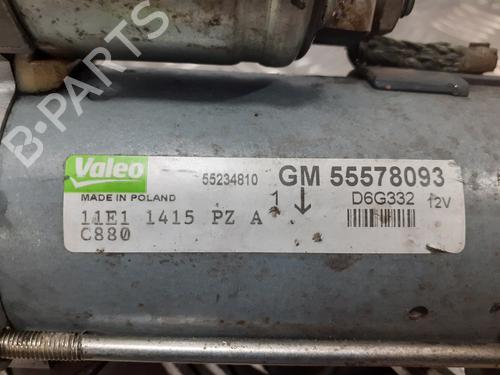 B-PARTS
Valeo 55234810 GM 55578093
MADE IN POLAND 1 D6G332 12V
11E1 1415 PZ A
C880